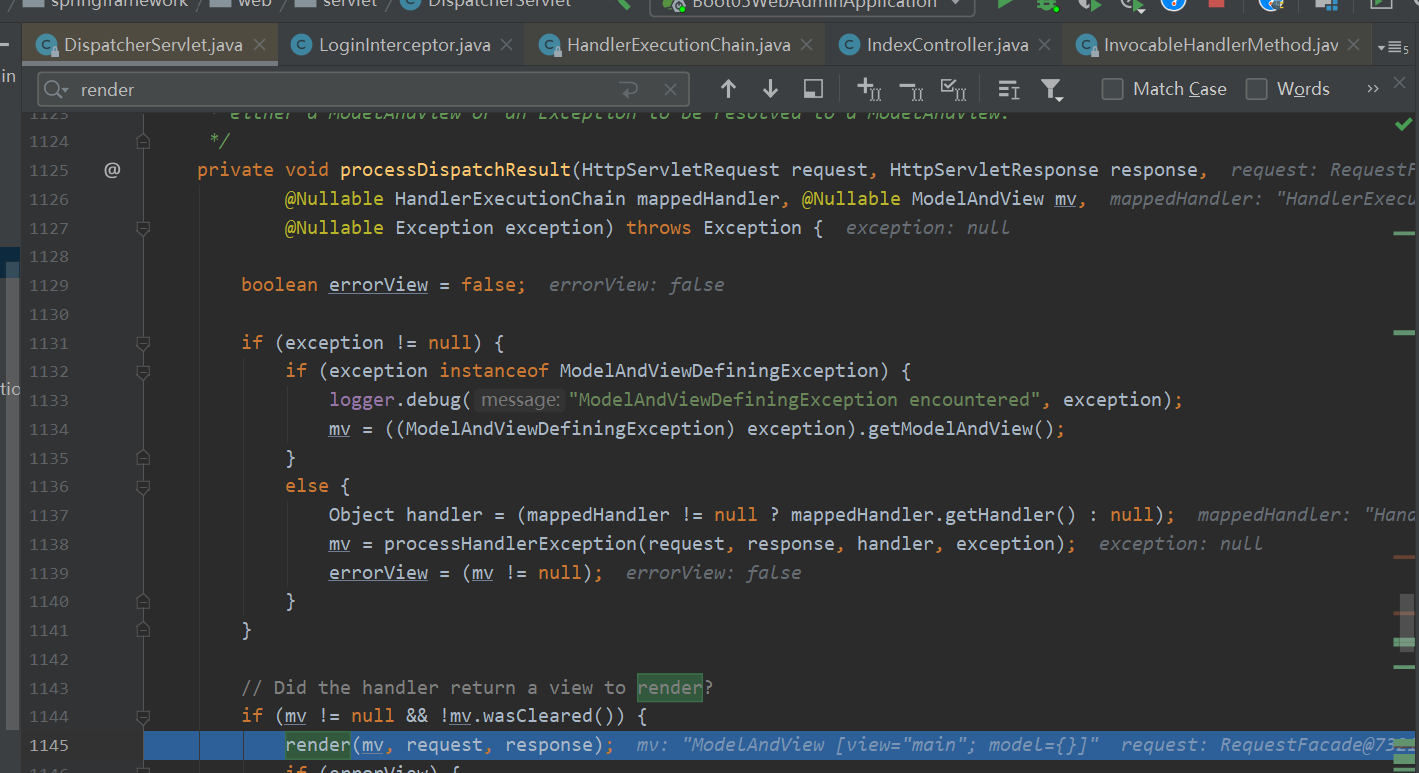 springframework / web / servlet / DispatcherServlet Boot05WebAdminApplication
DispatcherServlet.java LoginInterceptor.java HandlerExecutionChain.java IndexController.java InvocableHandlerMethod.jav 5
in
render Match Case Words »
1123 * either a ModelAndView or an Exception to be resolved to a ModelAndView.
1124 */
1125 @ private void processDispatchResult(HttpServletRequest request, HttpServletResponse response, request: RequestF
1126 @Nullable HandlerExecutionChain mappedHandler, @Nullable ModelAndView mv, mappedHandler: "HandlerExecu
1127 @Nullable Exception exception) throws Exception { exception: null
1128
1129 boolean errorView = false; errorView: false
1130
1131 if (exception != null) {
1132 if (exception instanceof ModelAndViewDefiningException) {
tio
1133 logger.debug( message: "ModelAndViewDefiningException encountered", exception);
1134 mv = ((ModelAndViewDefiningException) exception).getModelAndView();
1135 }
1136 else {
1137 Object handler = (mappedHandler != null ? mappedHandler.getHandler() : null); mappedHandler: "Hand
1138 mv = processHandlerException(request, response, handler, exception); exception: null
1139 errorView = (mv != null); errorView: false
1140 }
1141 }
1142
1143 // Did the handler return a view to render?
1144 if (mv != null && !mv.wasCleared()) {
1145 render(mv, request, response); mv: "ModelAndView [view="main"; model={}]" request: RequestFacade@7321
1146 if (errorView) {